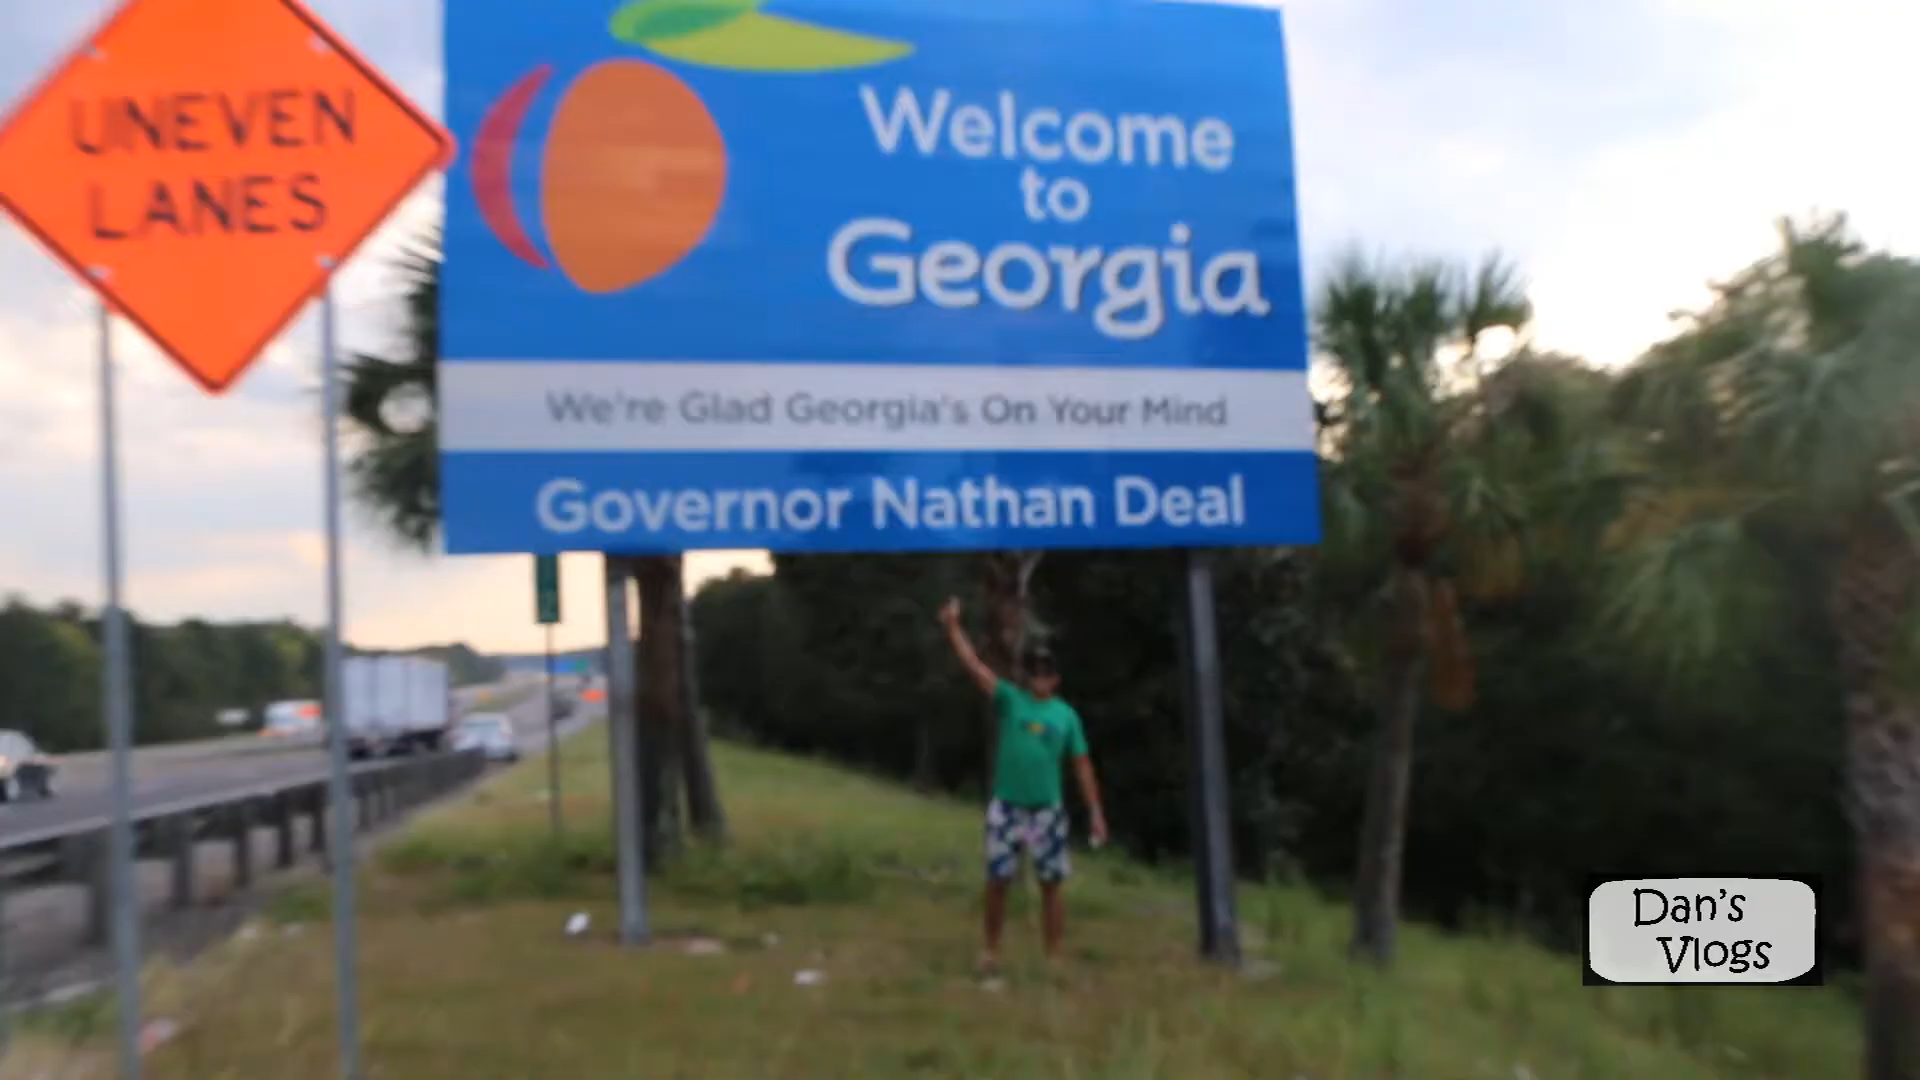 UNEVEN
LANES
Welcome
to
Georgia
We're Glad Georgia's On Your Mind
Governor Nathan Deal
Dan's
Vlogs